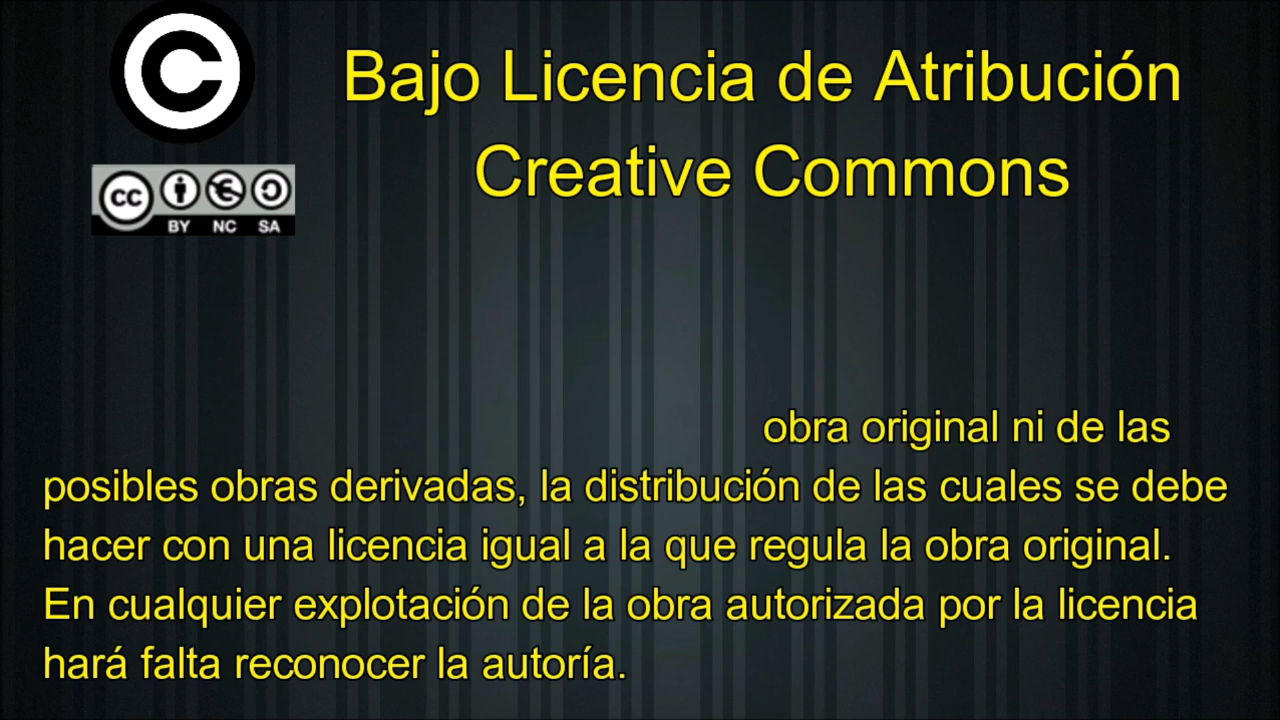 Bajo Licencia de Atribución
Creative Commons
cc
BY NC SA
obra original ni de las
posibles obras derivadas, la distribución de las cuales se debe
hacer con una licencia igual a la que regula la obra original.
En cualquier explotación de la obra autorizada por la licencia
hará falta reconocer la autoría.